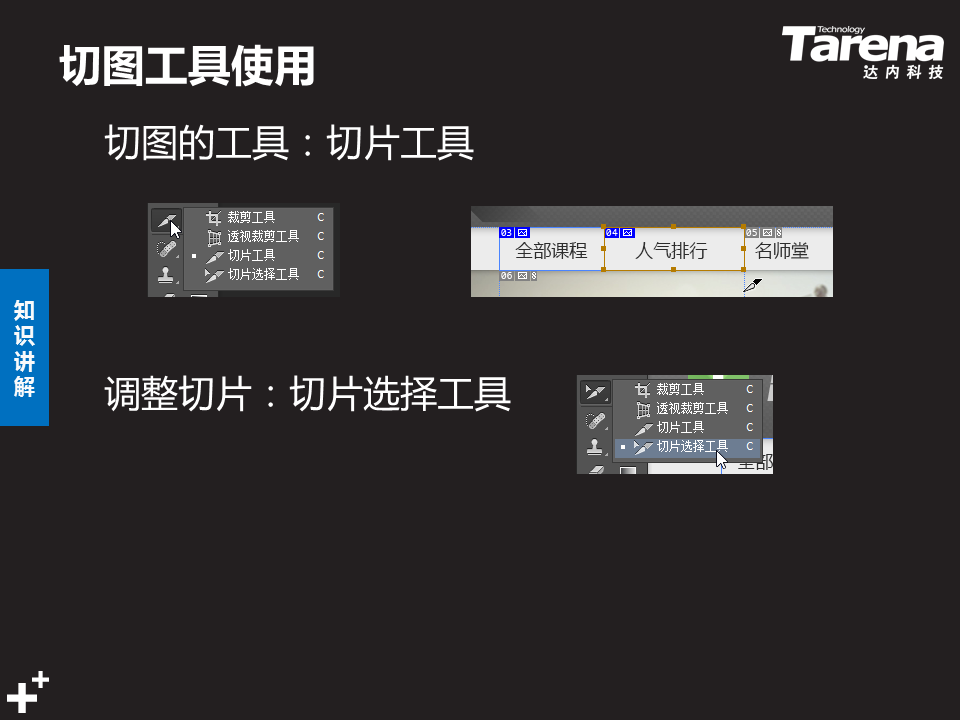 切图工具使用
Technology
Tarena
达内科技
切图的工具：切片工具
裁剪工具 C
透视裁剪工具 C
切片工具 C
切片选择工具 C
03 04 05
全部课程 人气排行 名师堂
06
知识讲解
调整切片：切片选择工具
裁剪工具 C
透视裁剪工具 C
切片工具 C
切片选择工具 C
全部